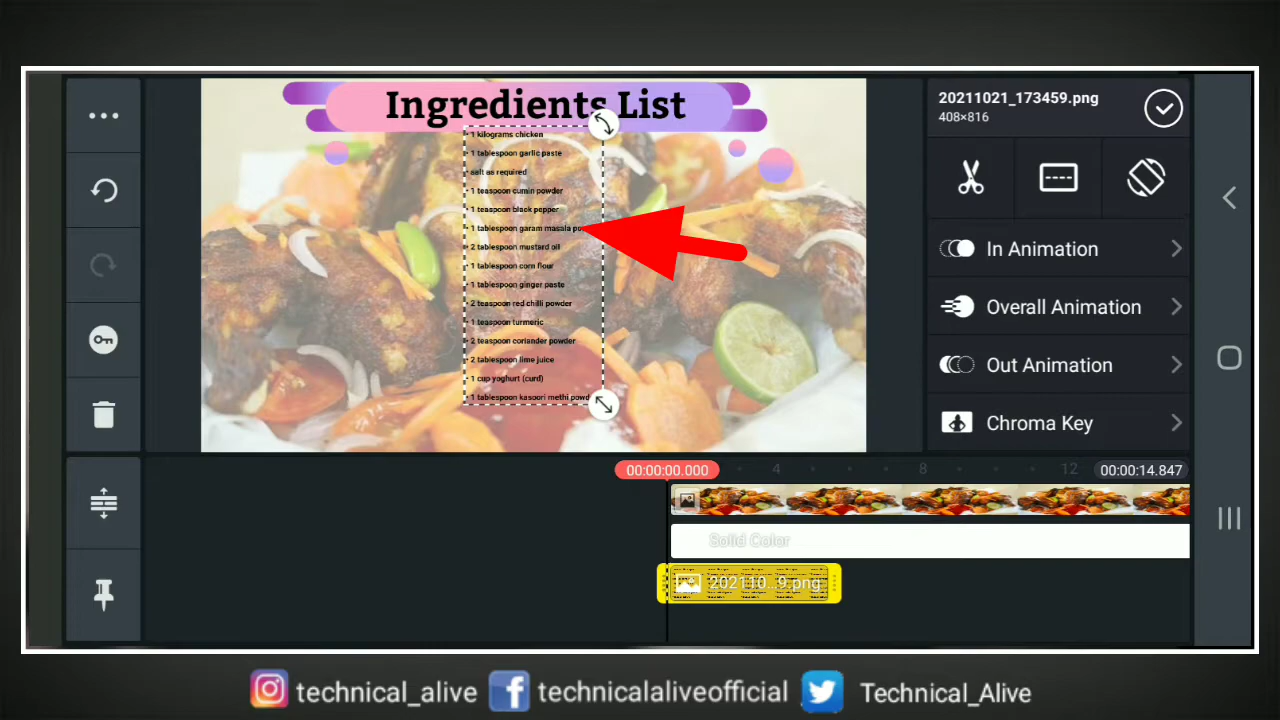 Ingredients List
• 1 kilograms chicken
• 1 tablespoon garlic paste
• salt as required
• 1 teaspoon cumin powder
• 1 teaspoon black pepper
• 1 tablespoon garam masala
• 2 tablespoon mustard oil
• 1 tablespoon corn flour
• 1 tablespoon ginger paste
• 2 teaspoon red chilli powder
• 1 teaspoon turmeric
• 2 teaspoon coriander powder
• 2 tablespoon lime juice
• 1 cup yoghurt (curd)
• 1 tablespoon kasoori methi
20211021_173459.png
408×816
In Animation
Overall Animation
Out Animation
Chroma Key
00:00:00.000 4 8 12 00:00:14.847
Solid Color
202110...9.png
technical_alive technicalaliveofficial Technical_Alive